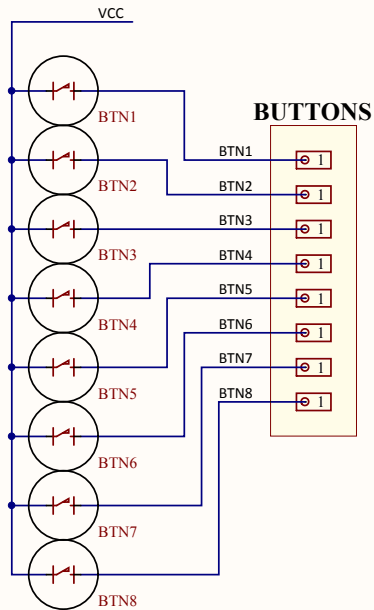 VCC
BTN1
BTN2
BTN3
BTN4
BTN5
BTN6
BTN7
BTN8
BUTTONS
BTN1 1
BTN2 1
BTN3 1
BTN4 1
BTN5 1
BTN6 1
BTN7 1
BTN8 1